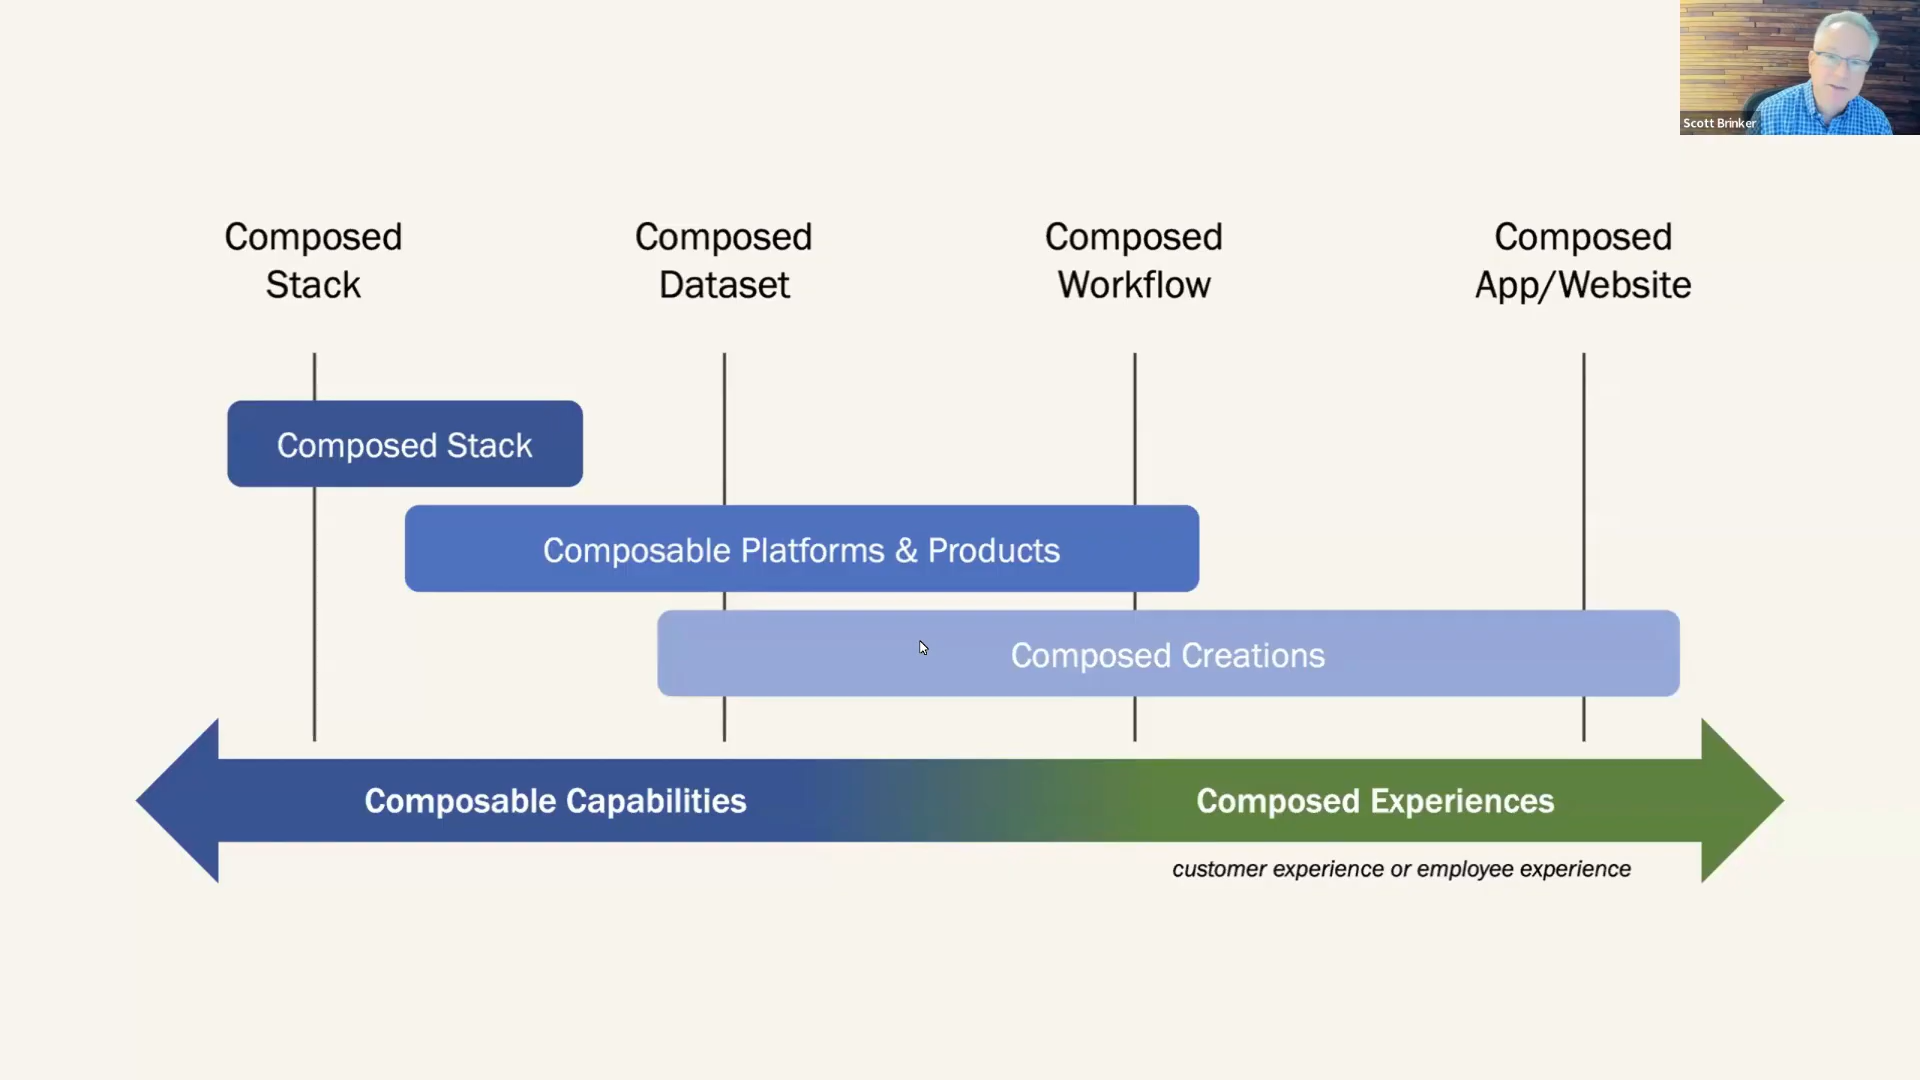 Scott Brinker
Composed
Stack
Composed
Dataset
Composed
Workflow
Composed
App/Website
Composed Stack
Composable Platforms & Products
Composed Creations
Composable Capabilities
Composed Experiences
customer experience or employee experience